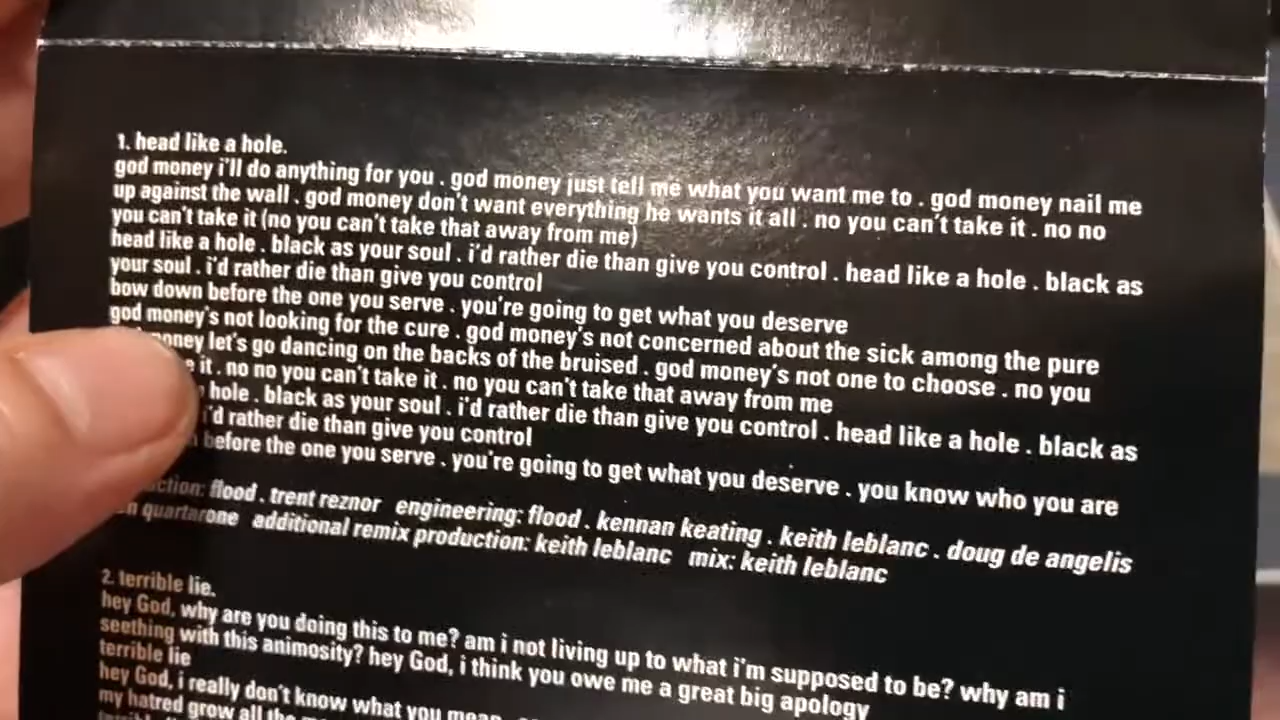 1. head like a hole.
god money i'll do anything for you . god money just tell me what you want me to . god money nail me
up against the wall . god money don't want everything he wants it all . no you can't take it . no no
you can't take it (no you can't take that away from me)
head like a hole . black as your soul . i'd rather die than give you control . head like a hole . black as
your soul . i'd rather die than give you control
bow down before the one you serve . you're going to get what you deserve
god money's not looking for the cure . god money's not concerned about the sick among the pure
money let's go dancing on the backs of the bruised . god money's not one to choose . no you
it . no no you can't take it . no you can't take that away from me
hole . black as your soul . i'd rather die than give you control . head like a hole . black as
i'd rather die than give you control
before the one you serve . you're going to get what you deserve . you know who you are
flood . trent reznor engineering: flood . kennan keating . keith leblanc . doug de angelis
quartarone additional remix production: keith leblanc mix: keith leblanc
2. terrible lie.
hey God, why are you doing this to me? am i not living up to what i'm supposed to be? why am i
seething with this animosity? hey God, i think you owe me a great big apology
terrible lie
hey God, i really don't know what you mean
my hatred grow all the